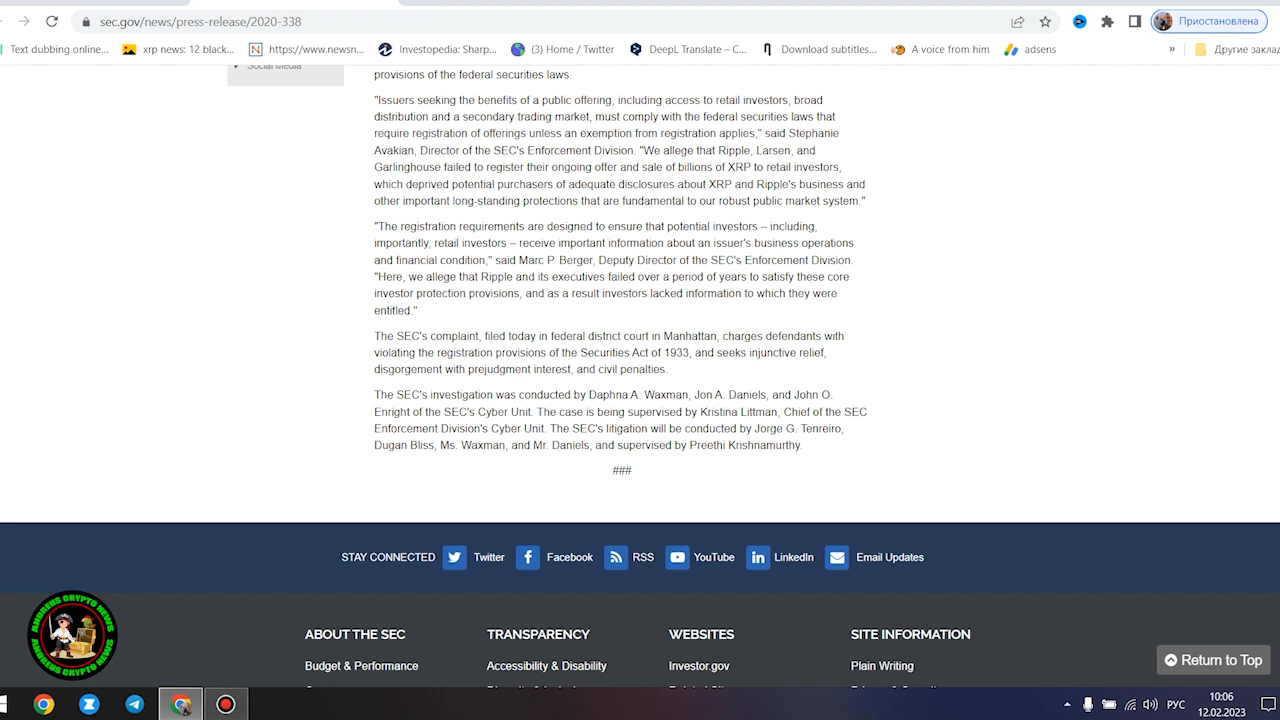 sec.gov/news/press-release/2020-338
Приостановлена
Text dubbing online...
xrp news: 12 black...
https://www.newsn...
Investopedia: Sharp...
(3) Home / Twitter
DeepL Translate – C...
Download subtitles...
A voice from him
adsens
»
Другие заклад
Social Media
provisions of the federal securities laws.
"Issuers seeking the benefits of a public offering, including access to retail investors, broad
distribution and a secondary trading market, must comply with the federal securities laws that
require registration of offerings unless an exemption from registration applies," said Stephanie
Avakian, Director of the SEC's Enforcement Division. "We allege that Ripple, Larsen, and
Garlinghouse failed to register their ongoing offer and sale of billions of XRP to retail investors,
which deprived potential purchasers of adequate disclosures about XRP and Ripple's business and
other important long-standing protections that are fundamental to our robust public market system."
"The registration requirements are designed to ensure that potential investors – including,
importantly, retail investors – receive important information about an issuer's business operations
and financial condition," said Marc P. Berger, Deputy Director of the SEC's Enforcement Division.
"Here, we allege that Ripple and its executives failed over a period of years to satisfy these core
investor protection provisions, and as a result investors lacked information to which they were
entitled."
The SEC's complaint, filed today in federal district court in Manhattan, charges defendants with
violating the registration provisions of the Securities Act of 1933, and seeks injunctive relief,
disgorgement with prejudgment interest, and civil penalties.
The SEC's investigation was conducted by Daphna A. Waxman, Jon A. Daniels, and John O.
Enright of the SEC's Cyber Unit. The case is being supervised by Kristina Littman, Chief of the SEC
Enforcement Division's Cyber Unit. The SEC's litigation will be conducted by Jorge G. Tenreiro,
Dugan Bliss, Ms. Waxman, and Mr. Daniels, and supervised by Preethi Krishnamurthy.
###
STAY CONNECTED Twitter Facebook RSS YouTube LinkedIn Email Updates
ANDREUS CRYPTO NEWS
ANDREUS CRYPTO NEWS
ABOUT THE SEC
TRANSPARENCY
WEBSITES
SITE INFORMATION
Budget & Performance
Accessibility & Disability
Investor.gov
Plain Writing
Return to Top
РУС
10:06
12.02.2023